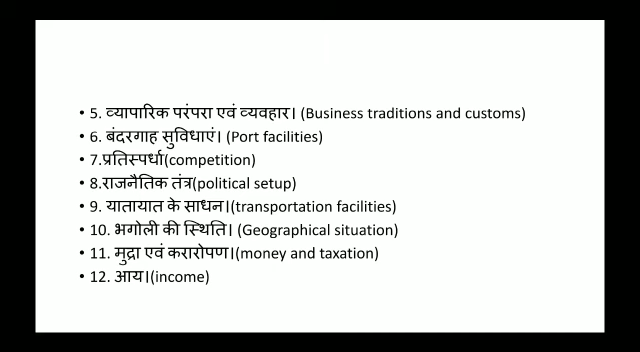 • 5. व्यापारिक परंपरा एवं व्यवहार। (Business traditions and customs)
• 6. बंदरगाह सुविधाएं। (Port facilities)
• 7.प्रतिस्पर्धा(competition)
• 8.राजनैतिक तंत्र(political setup)
• 9. यातायात के साधन।(transportation facilities)
• 10. भगोली की स्थिति। (Geographical situation)
• 11. मुद्रा एवं करारोपण।(money and taxation)
• 12. आय।(income)